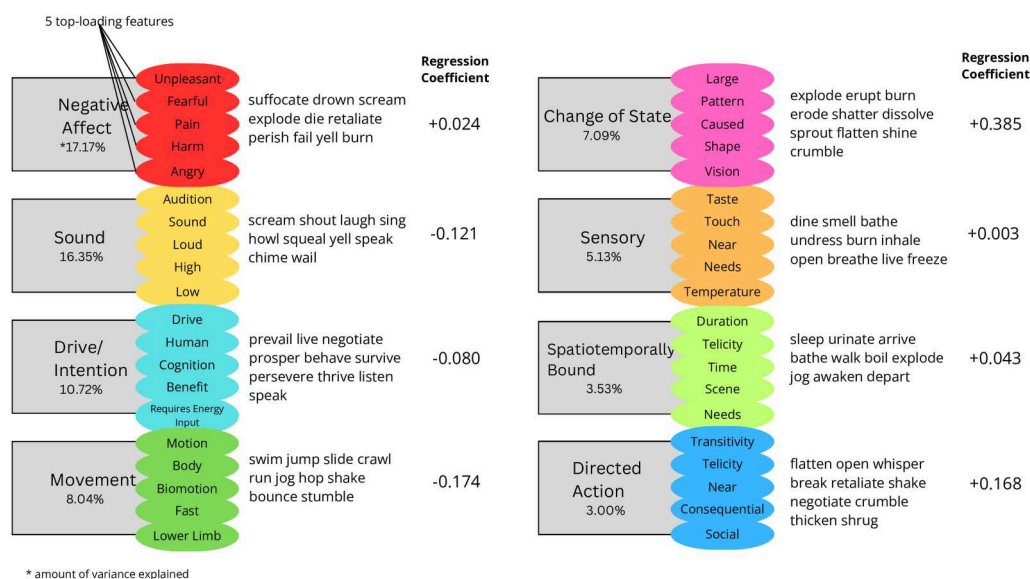 5 top-loading features
Regression
Coefficient
Negative
Affect
*17.17%
Unpleasant
Fearful
Pain
Harm
Angry
suffocate drown scream
explode die retaliate
perish fail yell burn
+0.024
Sound
16.35%
Audition
Sound
Loud
High
Low
scream shout laugh sing
howl squeal yell speak
chime wail
-0.121
Drive/
Intention
10.72%
Drive
Human
Cognition
Benefit
Requires Energy
Input
prevail live negotiate
prosper behave survive
persevere thrive listen
speak
-0.080
Movement
8.04%
Motion
Body
Biomotion
Fast
Lower Limb
swim jump slide crawl
run jog hop shake
bounce stumble
-0.174
* amount of variance explained
Regression
Coefficient
Change of State
7.09%
Large
Pattern
Caused
Shape
Vision
explode erupt burn
erode shatter dissolve
sprout flatten shine
crumble
+0.385
Sensory
5.13%
Taste
Touch
Near
Needs
Temperature
dine smell bathe
undress burn inhale
open breathe live freeze
+0.003
Spatiotemporally
Bound
3.53%
Duration
Telicity
Time
Scene
Needs
sleep urinate arrive
bathe walk boil explode
jog awaken depart
+0.043
Directed
Action
3.00%
Transitivity
Telicity
Near
Consequential
Social
flatten open whisper
break retaliate shake
negotiate crumble
thicken shrug
+0.168